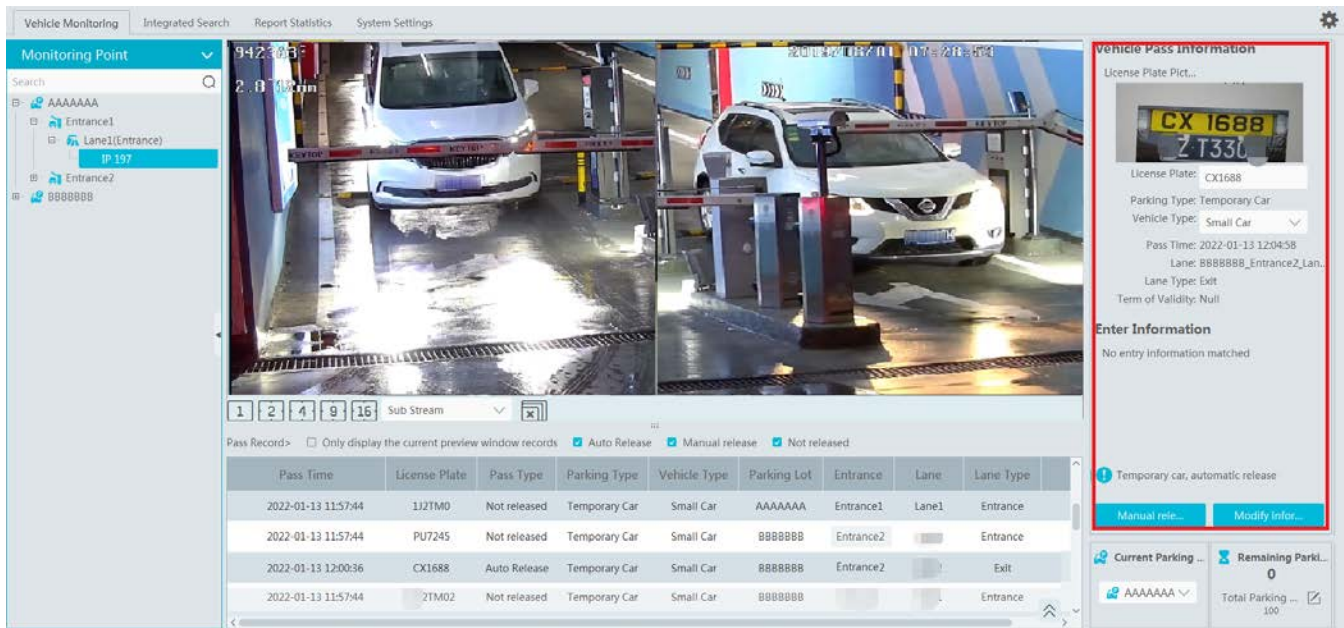 Vehicle Monitoring Integrated Search Report Statistics System Settings
Monitoring Point
Search
AAAAAAA
Entrance1
Lane1(Entrance)
IP 197
Entrance2
BBBBBBB
KEYTOP
KEYTOP
1 2 4 9 16 Sub Stream
Pass Record> Only display the current preview window records Auto Release Manual release Not released
Pass Time License Plate Pass Type Parking Type Vehicle Type Parking Lot Entrance Lane Lane Type
2022-01-13 11:57:44 1J2TM0 Not released Temporary Car Small Car AAAAAAA Entrance1 Lane1 Entrance
2022-01-13 11:57:44 PU7245 Not released Temporary Car Small Car BBBBBBB Entrance2 Entrance
2022-01-13 12:00:36 CX1688 Auto Release Temporary Car Small Car BBBBBBB Entrance2 Exit
2022-01-13 11:57:44 2TM02 Not released Temporary Car Small Car BBBBBBB Entrance
Vehicle Pass Information
License Plate Pict...
CX 1688
Z T330
License Plate: CX1688
Parking Type: Temporary Car
Vehicle Type: Small Car
Pass Time: 2022-01-13 12:04:58
Lane: BBBBBBB_Entrance2_Lan...
Lane Type: Exit
Term of Validity: Null
Enter Information
No entry information matched
Temporary car, automatic release
Manual rele... Modify Infor...
Current Parking ...
AAAAAAA
Remaining Parki...
0
Total Parking ...
100